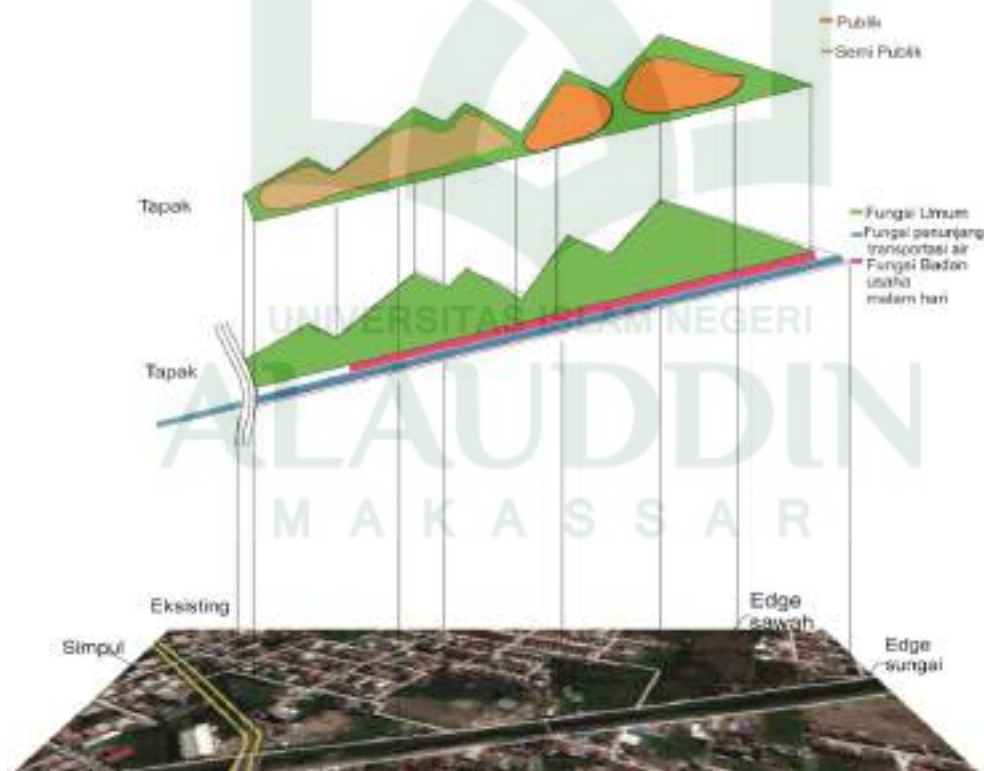 Publik
Semi Publik
Tapak
Fungsi Umum
Fungsi penunjang
transportasi air
Fungsi Badan
usaha
malam hari
UNIVERSITAS ISLAM NEGERI
Tapak
ALAUDDIN
MAKASSAR
Eksisting
Edge
sawah
Simpul
Edge
sungai